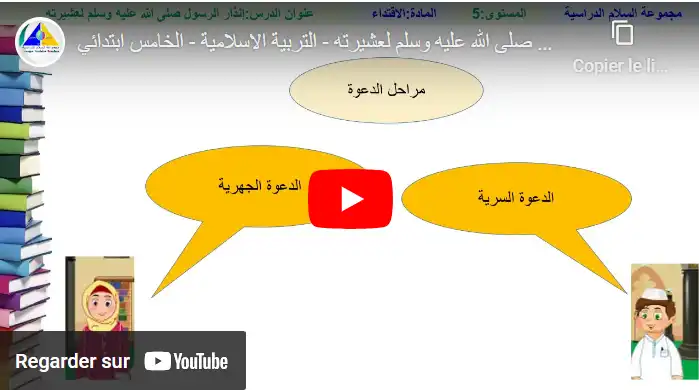 مجموعة السلام الدراسية المستوى:5 المادة:الاقتداء عنوان الدرس:إنذار الرسول صلى الله عليه وسلم لعشيرته
صلى الله عليه وسلم لعشيرته - التربية الاسلامية - الخامس ابتدائي ...
Copier le li...
مراحل الدعوة
الدعوة السرية
الدعوة الجهرية
Regarder sur YouTube